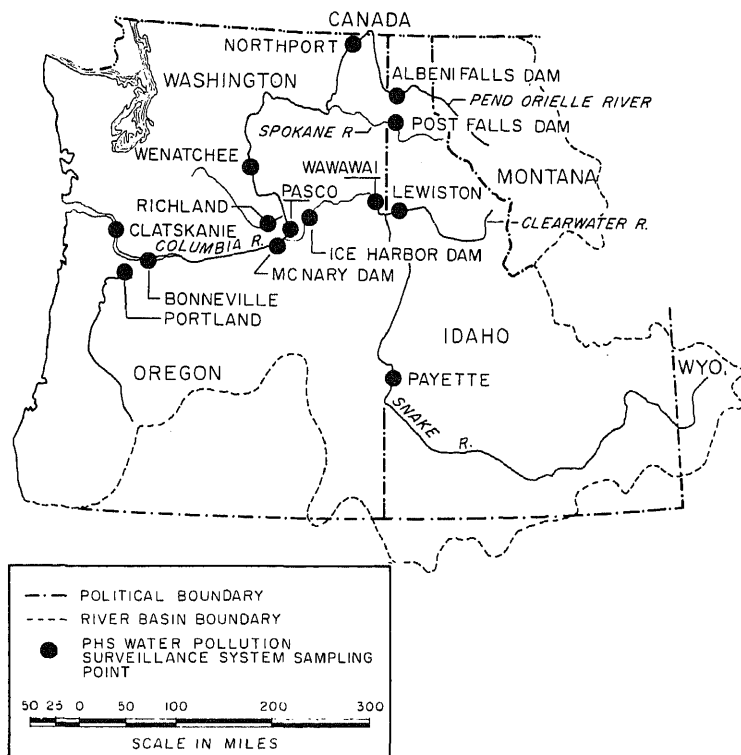 CANADA
NORTHPORT
WASHINGTON
ALBENIFALLS DAM
PEND ORIELLE RIVER
SPOKANE R
POST FALLS DAM
WENATCHEE
WAWAWAI
MONTANA
PASCO
LEWISTON
RICHLAND
CLATSKANIE
CLEARWATER R.
COLUMBIA R.
ICE HARBOR DAM
MC NARY DAM
BONNEVILLE
PORTLAND
IDAHO
OREGON
WYO.
PAYETTE
SNAKE R.
POLITICAL BOUNDARY
RIVER BASIN BOUNDARY
PHS WATER POLLUTION
SURVEILLANCE SYSTEM SAMPLING
POINT
50 25 0 50 100 200 300
SCALE IN MILES